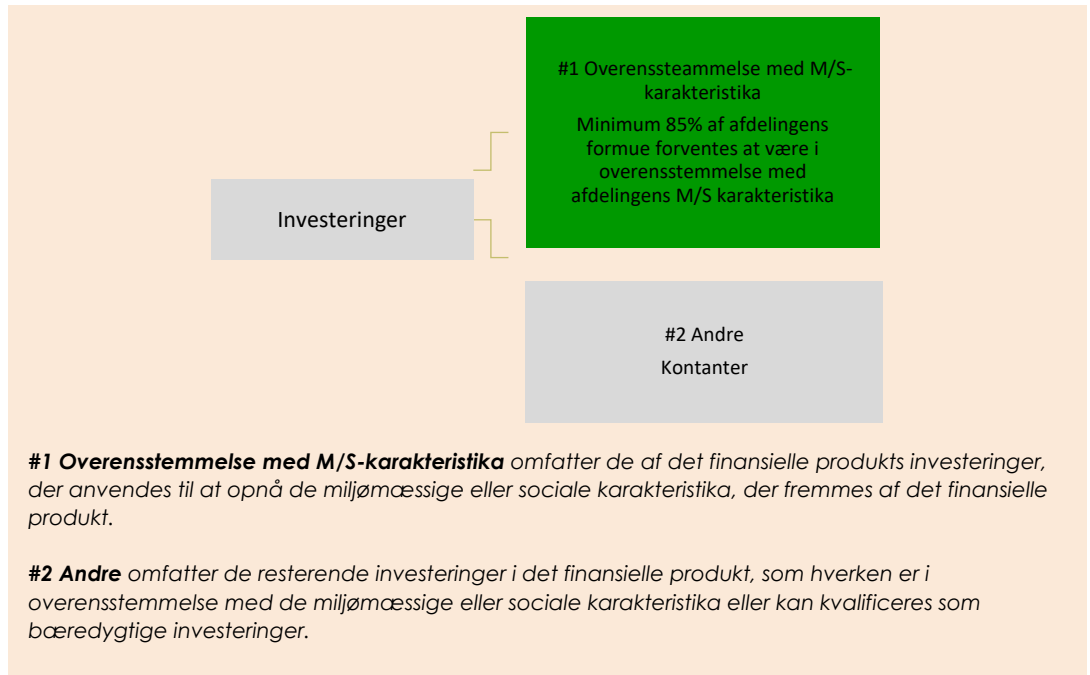 #1 Overenssteammelse med M/S-
karakteristika
Minimum 85% af afdelingens
formue forventes at være i
overensstemmelse med
afdelingens M/S karakteristika
Investeringer
#2 Andre
Kontanter
#1 Overensstemmelse med M/S-karakteristika omfatter de af det finansielle produkts investeringer,
der anvendes til at opnå de miljømæssige eller sociale karakteristika, der fremmes af det finansielle
produkt.
#2 Andre omfatter de resterende investeringer i det finansielle produkt, som hverken er i
overensstemmelse med de miljømæssige eller sociale karakteristika eller kan kvalificeres som
bæredygtige investeringer.